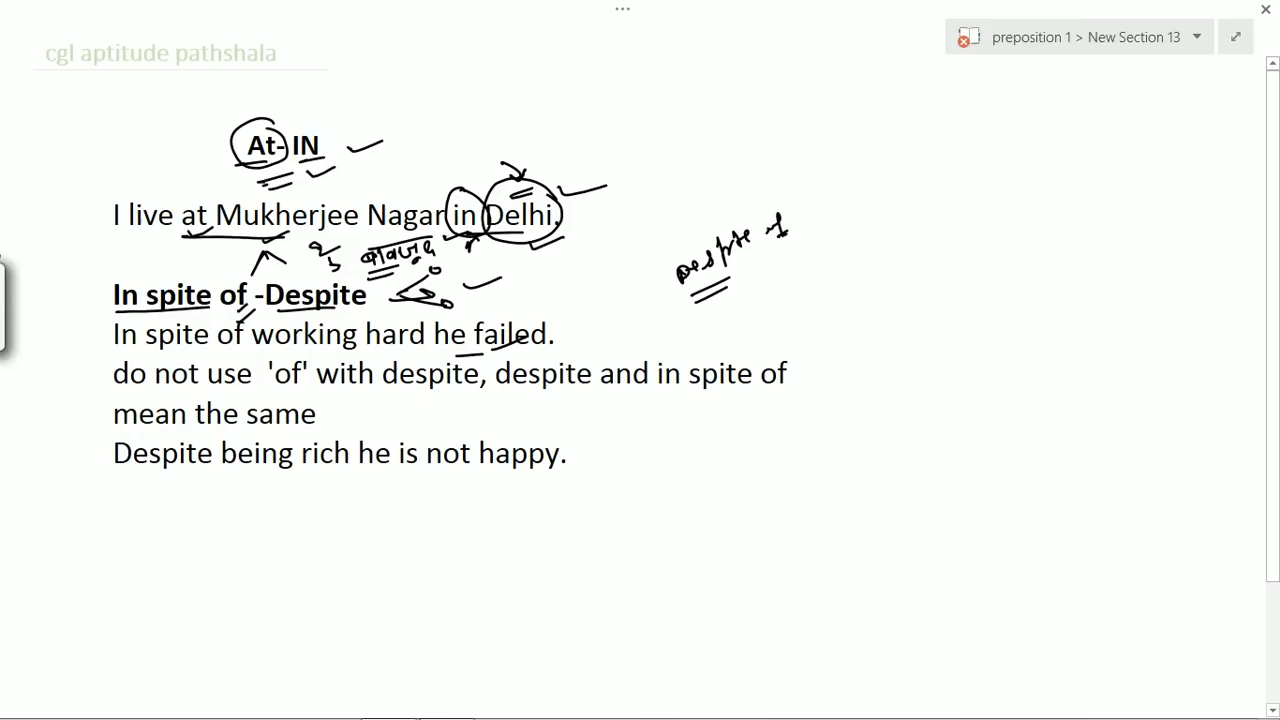 preposition 1 > New Section 13
cgl aptitude pathshala
At- IN
I live at Mukherjee Nagar in Delhi.
Despite of
In spite of -Despite
In spite of working hard he failed.
do not use 'of' with despite, despite and in spite of
mean the same
Despite being rich he is not happy.